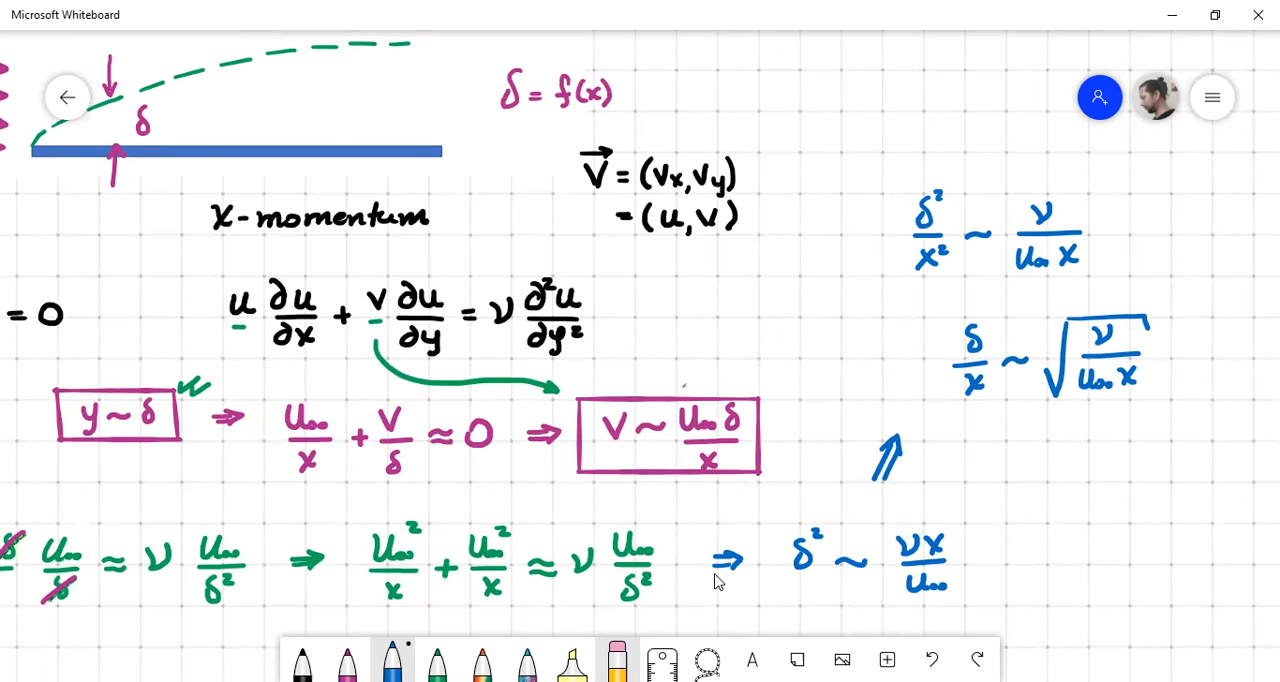 Microsoft Whiteboard
δ
δ = f(x)
V⃗ = (Vx, Vy)
= (u, v)
x-momentum
= 0
u ∂u/∂x + v ∂u/∂y = ν ∂²u/∂y²
y ~ δ ⇒ u∞/x + v/δ ≈ 0 ⇒ v ~ u∞ δ/x
δ u∞/δ ≈ ν u∞/δ² ⇒ u∞²/x + u∞²/x ≈ ν u∞/δ² ⇒ δ² ~ νx/u∞
⇒
δ²/x² ~ ν/(u∞ x)
δ/x ~ √(ν/(u∞ x))
A